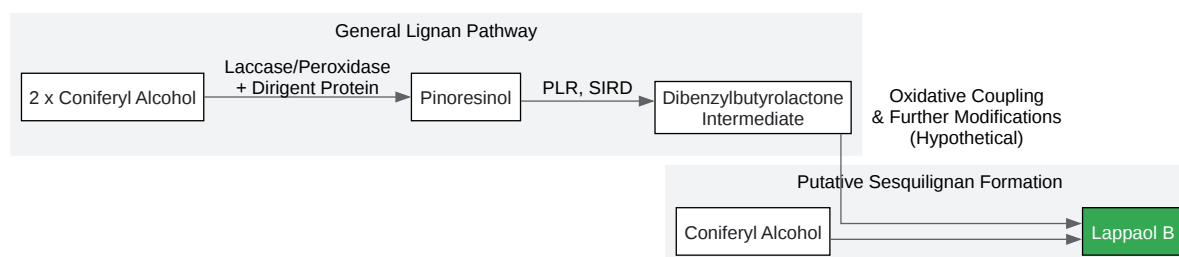 General Lignan Pathway
2 x Coniferyl Alcohol
Laccase/Peroxidase
+ Dirigent Protein
Pinoresinol
PLR, SIRD
Dibenzylbutyrolactone
Intermediate
Oxidative Coupling
& Further Modifications
(Hypothetical)
Putative Sesquilignan Formation
Coniferyl Alcohol
Lappaol B